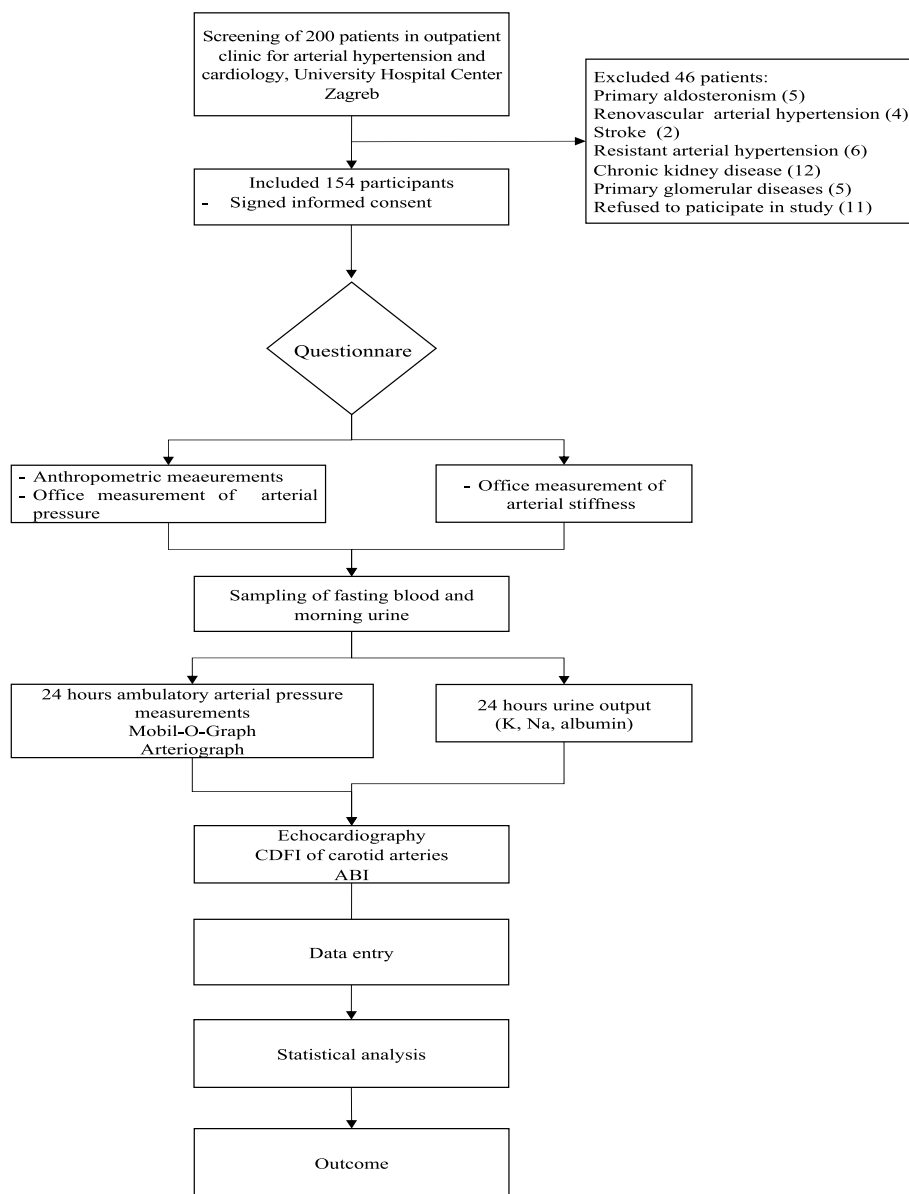 Screening of 200 patients in outpatient
clinic for arterial hypertension and
cardiology, University Hospital Center
Zagreb
Excluded 46 patients:
Primary aldosteronism (5)
Renovascular arterial hypertension (4)
Stroke (2)
Resistant arterial hypertension (6)
Chronic kidney disease (12)
Primary glomerular diseases (5)
Refused to paticipate in study (11)
Included 154 participants
- Signed informed consent
Questionnare
- Anthropometric meaeurements
- Office measurement of arterial
pressure
- Office measurement of
arterial stiffness
Sampling of fasting blood and
morning urine
24 hours ambulatory arterial pressure
measurements
Mobil-O-Graph
Arteriograph
24 hours urine output
(K, Na, albumin)
Echocardiography
CDFI of carotid arteries
ABI
Data entry
Statistical analysis
Outcome